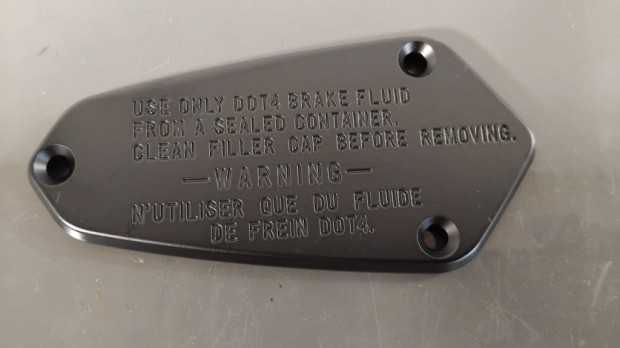 USE ONLY DOT4 BRAKE FLUID
FROM A SEALED CONTAINER.
CLEAN FILLER CAP BEFORE REMOVING.
—WARNING—
N'UTILISER QUE DU FLUIDE
DE FREIN DOT4.